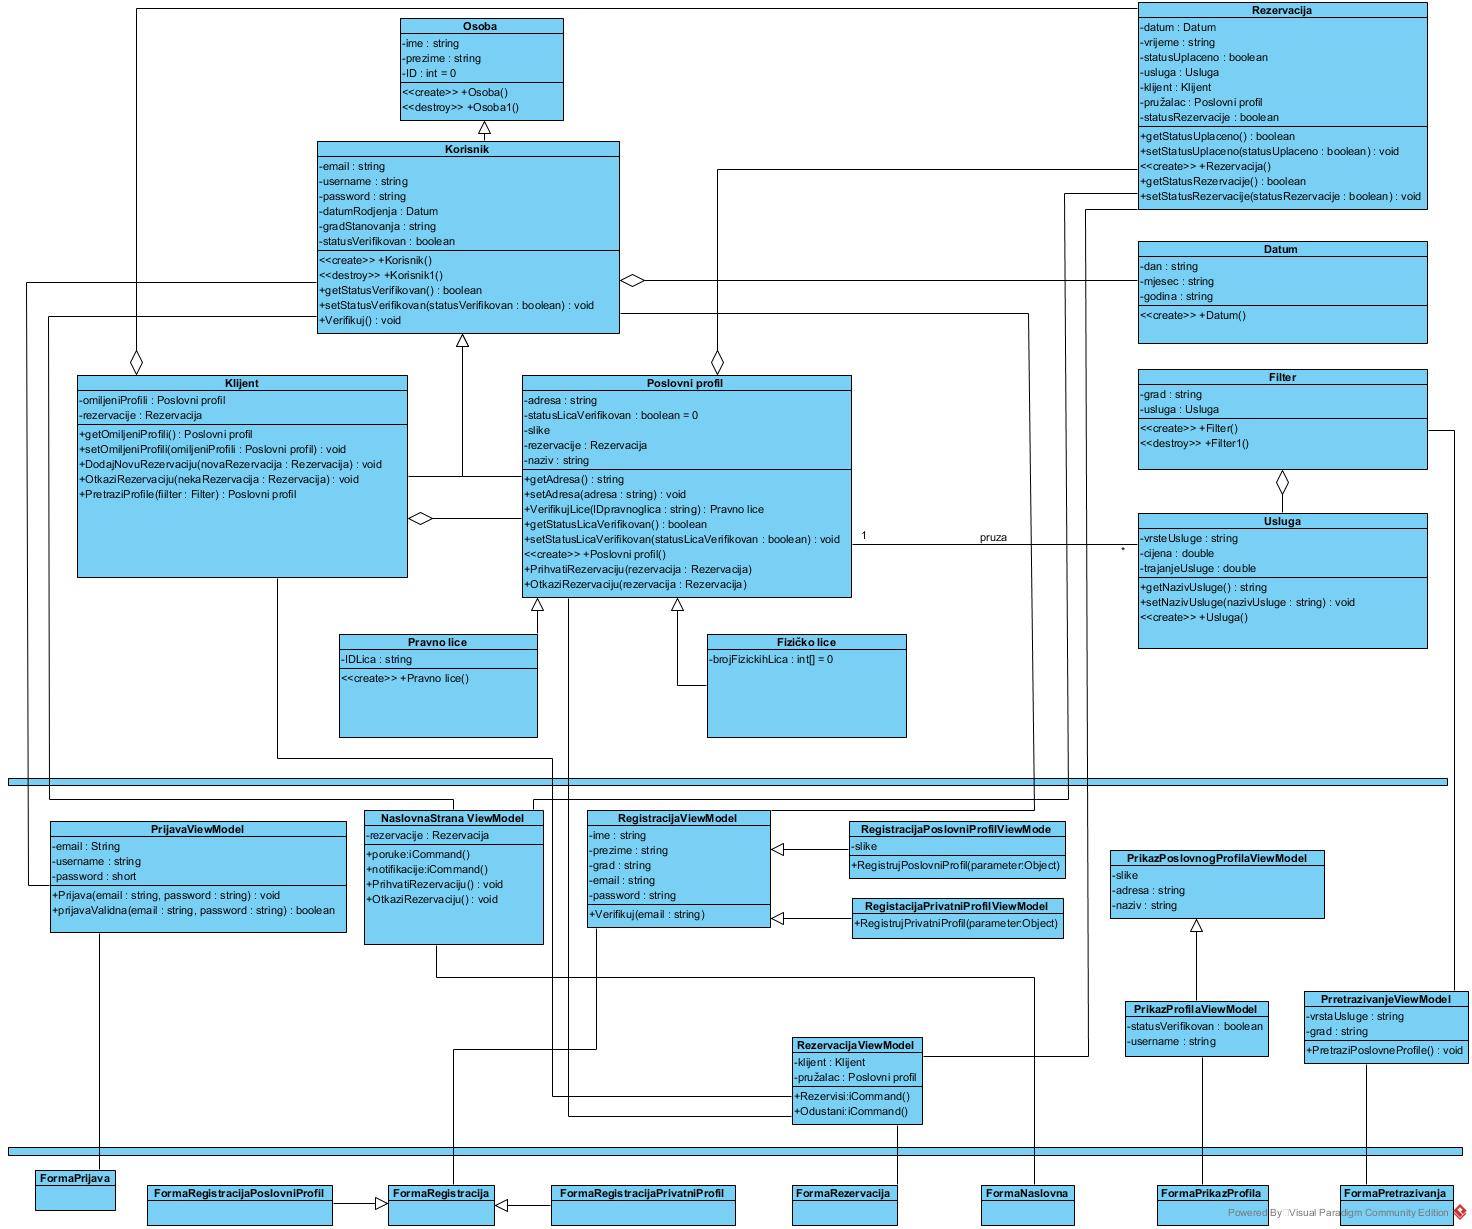 Osoba
-ime : string
-prezime : string
-ID : int = 0
<<create>> +Osoba()
<<destroy>> +Osoba1()
Rezervacija
-datum : Datum
-vrijeme : string
-statusUplaceno : boolean
-usluga : Usluga
-klijent : Klijent
-pružalac : Poslovni profil
-statusRezervacije : boolean
+getStatusUplaceno() : boolean
+setStatusUplaceno(statusUplaceno : boolean) : void
<<create>> +Rezervacija()
+getStatusRezervacije() : boolean
+setStatusRezervacije(statusRezervacije : boolean) : void
Korisnik
-email : string
-username : string
-password : string
-datumRodjenja : Datum
-gradStanovanja : string
-statusVerifikovan : boolean
<<create>> +Korisnik()
<<destroy>> +Korisnik1()
+getStatusVerifikovan() : boolean
+setStatusVerifikovan(statusVerifikovan : boolean) : void
+Verifikuj() : void
Datum
-dan : string
-mjesec : string
-godina : string
<<create>> +Datum()
Klijent
-omiljeniProfili : Poslovni profil
-rezervacije : Rezervacija
+getOmiljeniProfili() : Poslovni profil
+setOmiljeniProfili(omiljeniProfili : Poslovni profil) : void
+DodajNovuRezervaciju(novaRezervacija : Rezervacija) : void
+OtkaziRezervaciju(nekaRezervacija : Rezervacija) : void
+PretraziProfile(fiilter : Filter) : Poslovni profil
Poslovni profil
-adresa : string
-statusLicaVerifikovan : boolean = 0
-slike
-rezervacije : Rezervacija
-naziv : string
+getAdresa() : string
+setAdresa(adresa : string) : void
+VerifikujLice(IDpravnoglica : string) : Pravno lice
+getStatusLicaVerifikovan() : boolean
+setStatusLicaVerifikovan(statusLicaVerifikovan : boolean) : void
<<create>> +Poslovni profil()
+PrihvatiRezervaciju(rezervacija : Rezervacija)
+OtkaziRezervaciju(rezervacija : Rezervacija)
Filter
-grad : string
-usluga : Usluga
<<create>> +Filter()
<<destroy>> +Filter1()
1
pruza
*
Usluga
-vrsteUsluge : string
-cijena : double
-trajanjeUsluge : double
+getNazivUsluge() : string
+setNazivUsluge(nazivUsluge : string) : void
<<create>> +Usluga()
Pravno lice
-IDLica : string
<<create>> +Pravno lice()
Fizičko lice
-brojFizickihLica : int[] = 0
PrijavaViewModel
-email : String
-username : string
-password : short
+Prijava(email : string, password : string) : void
+prijavaValidna(email : string, password : string) : boolean
NaslovnaStrana ViewModel
-rezervacije : Rezervacija
+poruke:iCommand()
+notifikacije:iCommand()
+PrihvatiRezervaciju() : void
+OtkaziRezervaciju() : void
RegistracijaViewModel
-ime : string
-prezime : string
-grad : string
-email : string
-password : string
+Verifikuj(email : string)
RegistracijaPoslovniProfilViewMode
-slike
+RegistrujPoslovniProfil(parameter:Object)
RegistacijaPrivatniProfilViewModel
+RegistrujPrivatniProfil(parameter:Object)
PrikazPoslovnogProfilaViewModel
-slike
-adresa : string
-naziv : string
PrikazProfilaViewModel
-statusVerifikovan : boolean
-username : string
PrretrazivanjeViewModel
-vrstaUsluge : string
-grad : string
+PretraziPoslovneProfile() : void
RezervacijaViewModel
-klijent : Klijent
-pružalac : Poslovni profil
+Rezervisi:iCommand()
+Odustani:iCommand()
FormaPrijava
FormaRegistracijaPoslovniProfil
FormaRegistracija
FormaRegistracijaPrivatniProfil
FormaRezervacija
FormaNaslovna
FormaPrikazProfila
FormaPretrazivanja
Powered By Visual Paradigm Community Edition